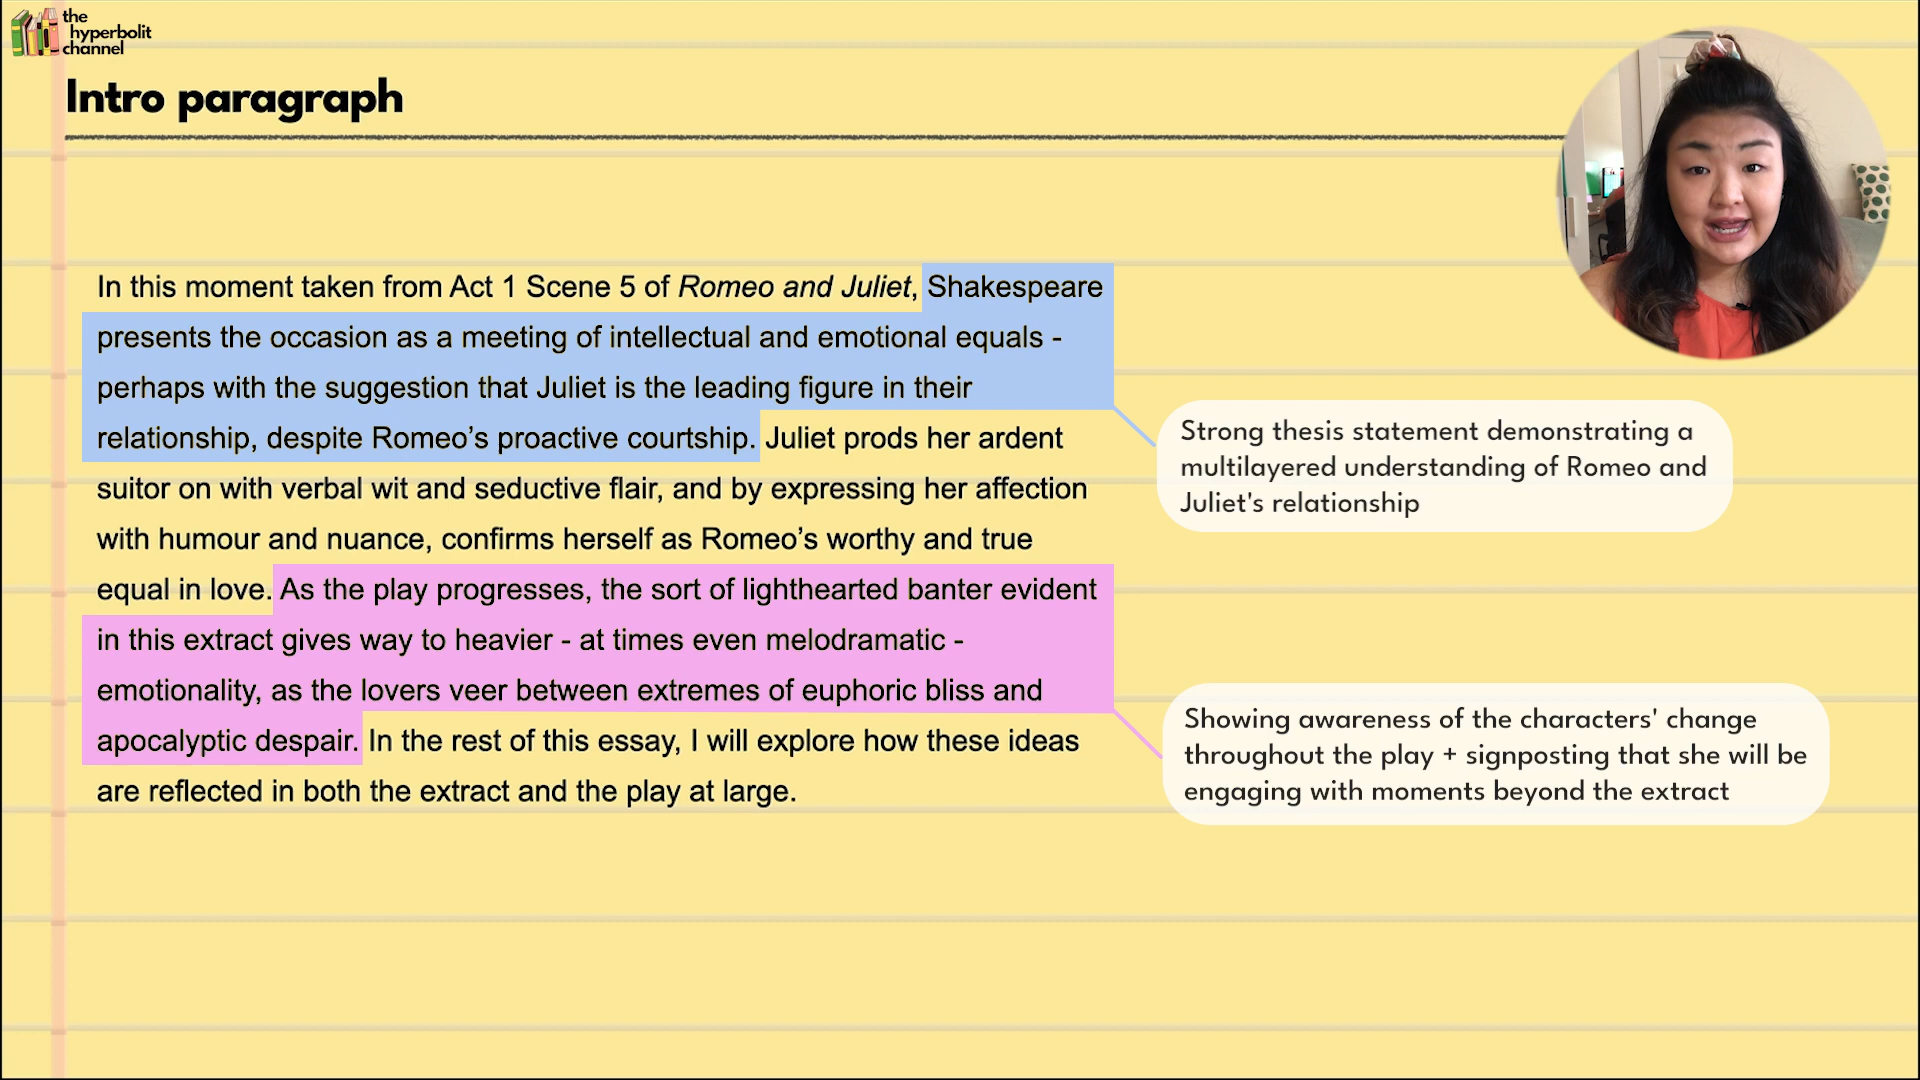 the
hyperbolit
channel
Intro paragraph
In this moment taken from Act 1 Scene 5 of Romeo and Juliet, Shakespeare
presents the occasion as a meeting of intellectual and emotional equals -
perhaps with the suggestion that Juliet is the leading figure in their
relationship, despite Romeo’s proactive courtship. Juliet prods her ardent
suitor on with verbal wit and seductive flair, and by expressing her affection
with humour and nuance, confirms herself as Romeo’s worthy and true
equal in love. As the play progresses, the sort of lighthearted banter evident
in this extract gives way to heavier - at times even melodramatic -
emotionality, as the lovers veer between extremes of euphoric bliss and
apocalyptic despair. In the rest of this essay, I will explore how these ideas
are reflected in both the extract and the play at large.
Strong thesis statement demonstrating a
multilayered understanding of Romeo and
Juliet's relationship
Showing awareness of the characters' change
throughout the play + signposting that she will be
engaging with moments beyond the extract